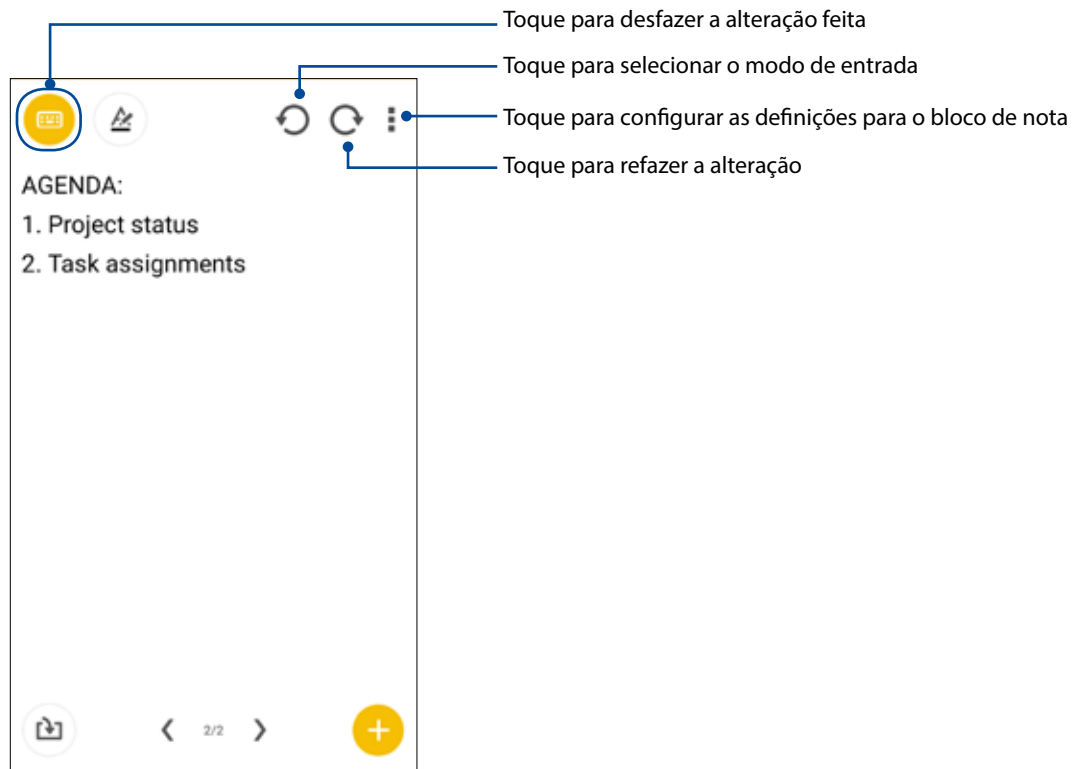 Toque para desfazer a alteração feita
Toque para selecionar o modo de entrada
Toque para configurar as definições para o bloco de nota
Toque para refazer a alteração
AGENDA:
1. Project status
2. Task assignments
2/2